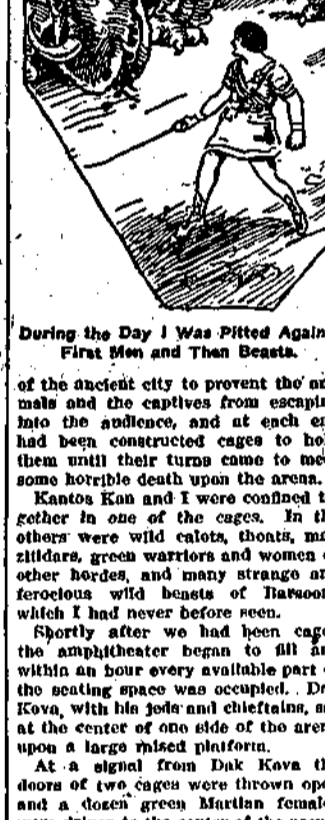 During the Day I Was Pitted Again
First Men and Then Beasts.
of the ancient city to prevent the an
mals and the captives from escapin
into the audience, and at each en
had been constructed cages to hol
them until their turns came to mee
some horrible death upon the arena.
Kantos Kan and I were confined t
gether in one of the cages. In th
others were wild calots, thoats, ma
zitidars, green warriors and women o
other hordes, and many strange an
ferocious wild beasts of Barsoom
which I had never before seen.
Shortly after we had been cage
the amphitheater began to fill an
within an hour every available part o
the seating space was occupied. Da
Kova, with his jeds and chieftains, sa
at the center of one side of the aren
upon a large raised platform.
At a signal from Dak Kova th
doors of two cages were thrown ope
and a dozen green Martian female